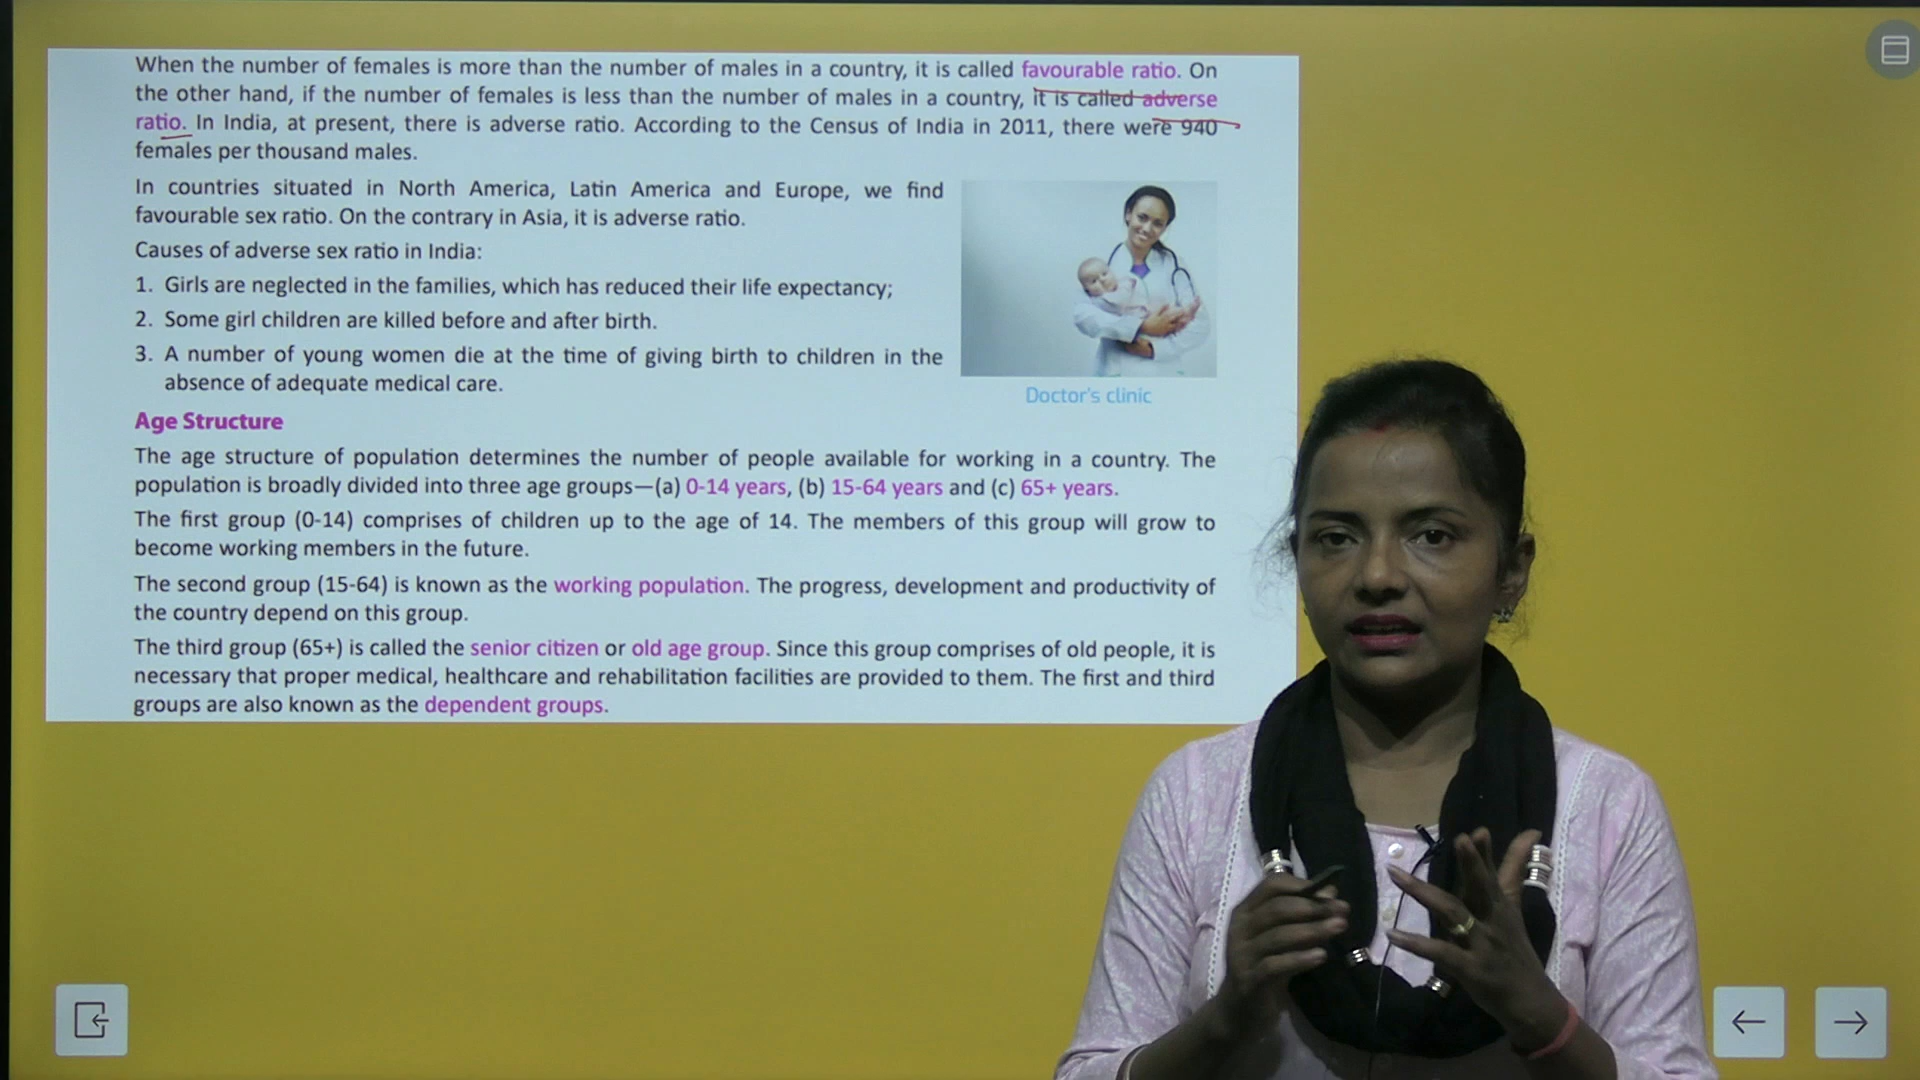 When the number of females is more than the number of males in a country, it is called favourable ratio. On
the other hand, if the number of females is less than the number of males in a country, it is called adverse
ratio. In India, at present, there is adverse ratio. According to the Census of India in 2011, there were 940
females per thousand males.
In countries situated in North America, Latin America and Europe, we find
favourable sex ratio. On the contrary in Asia, it is adverse ratio.
Causes of adverse sex ratio in India:
1. Girls are neglected in the families, which has reduced their life expectancy;
2. Some girl children are killed before and after birth.
3. A number of young women die at the time of giving birth to children in the
absence of adequate medical care.
Doctor's clinic
Age Structure
The age structure of population determines the number of people available for working in a country. The
population is broadly divided into three age groups—(a) 0-14 years, (b) 15-64 years and (c) 65+ years.
The first group (0-14) comprises of children up to the age of 14. The members of this group will grow to
become working members in the future.
The second group (15-64) is known as the working population. The progress, development and productivity of
the country depend on this group.
The third group (65+) is called the senior citizen or old age group. Since this group comprises of old people, it is
necessary that proper medical, healthcare and rehabilitation facilities are provided to them. The first and third
groups are also known as the dependent groups.